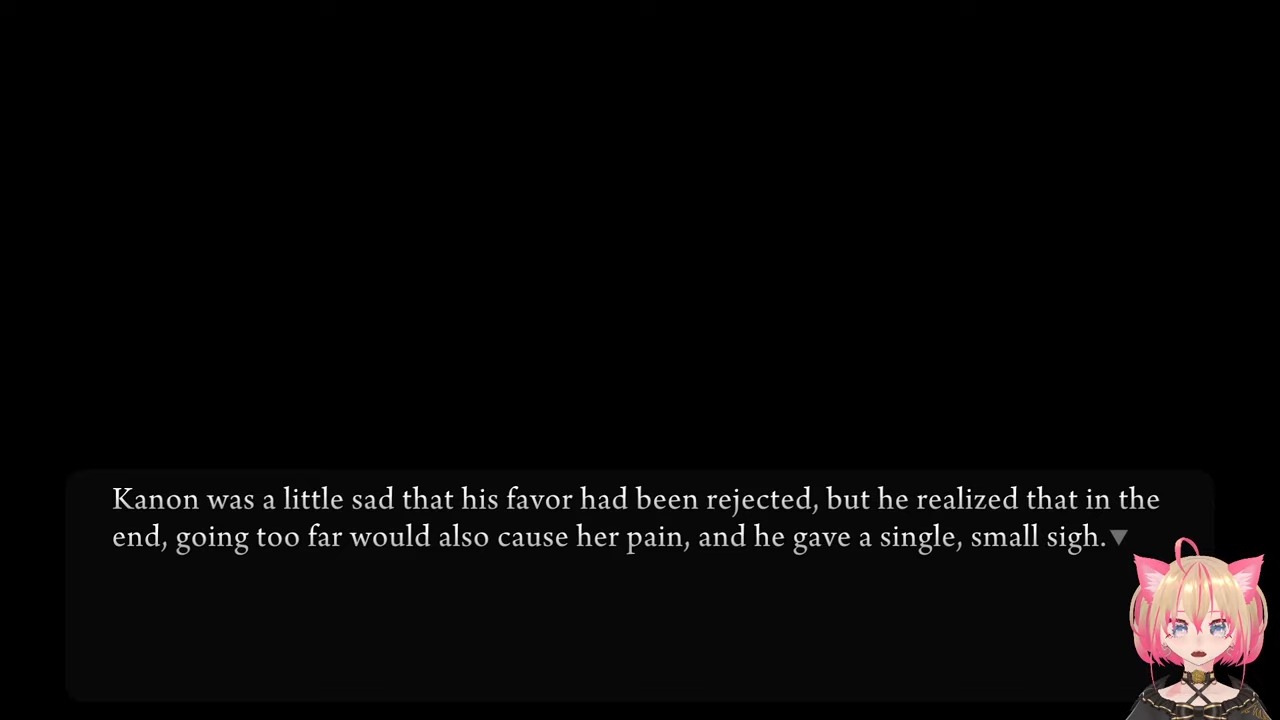 Kanon was a little sad that his favor had been rejected, but he realized that in the
end, going too far would also cause her pain, and he gave a single, small sigh.